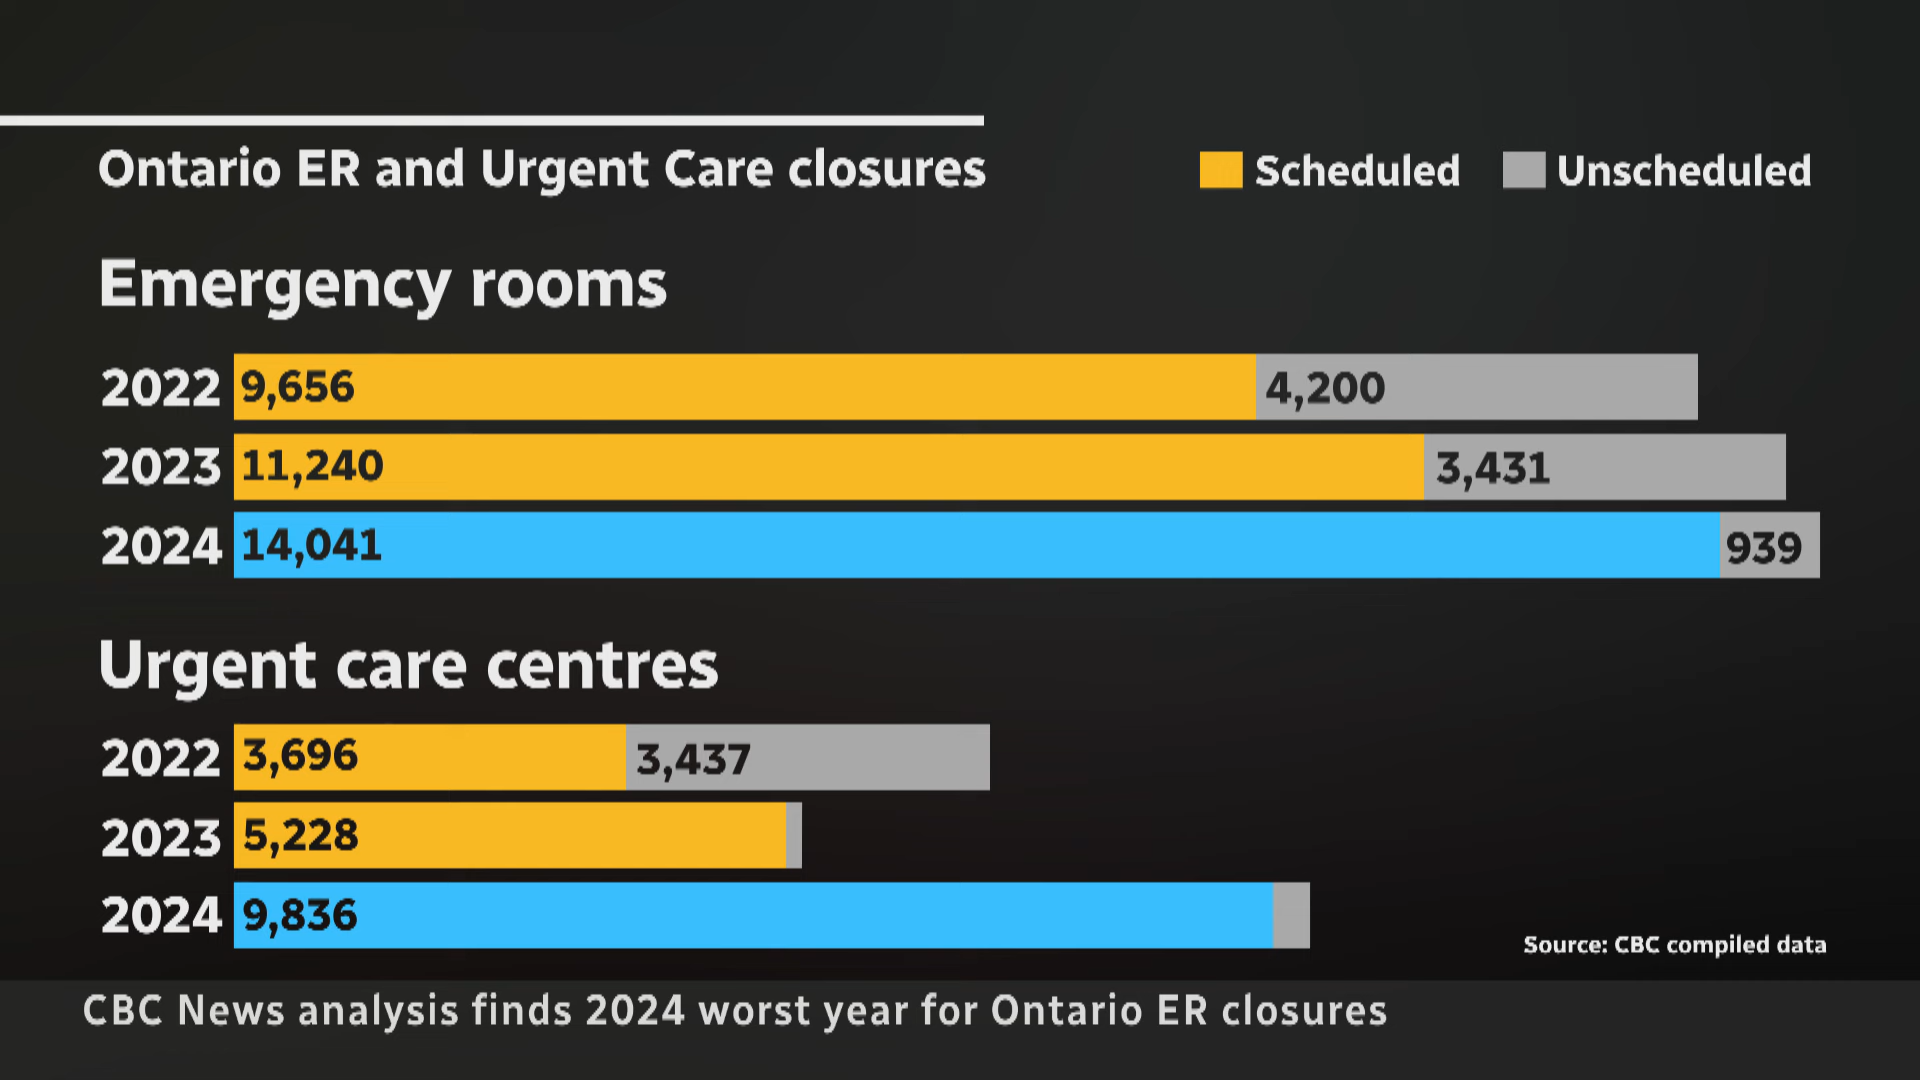 Ontario ER and Urgent Care closures
Scheduled
Unscheduled
Emergency rooms
2022 9,656 4,200
2023 11,240 3,431
2024 14,041 939
Urgent care centres
2022 3,696 3,437
2023 5,228
2024 9,836
Source: CBC compiled data
CBC News analysis finds 2024 worst year for Ontario ER closures